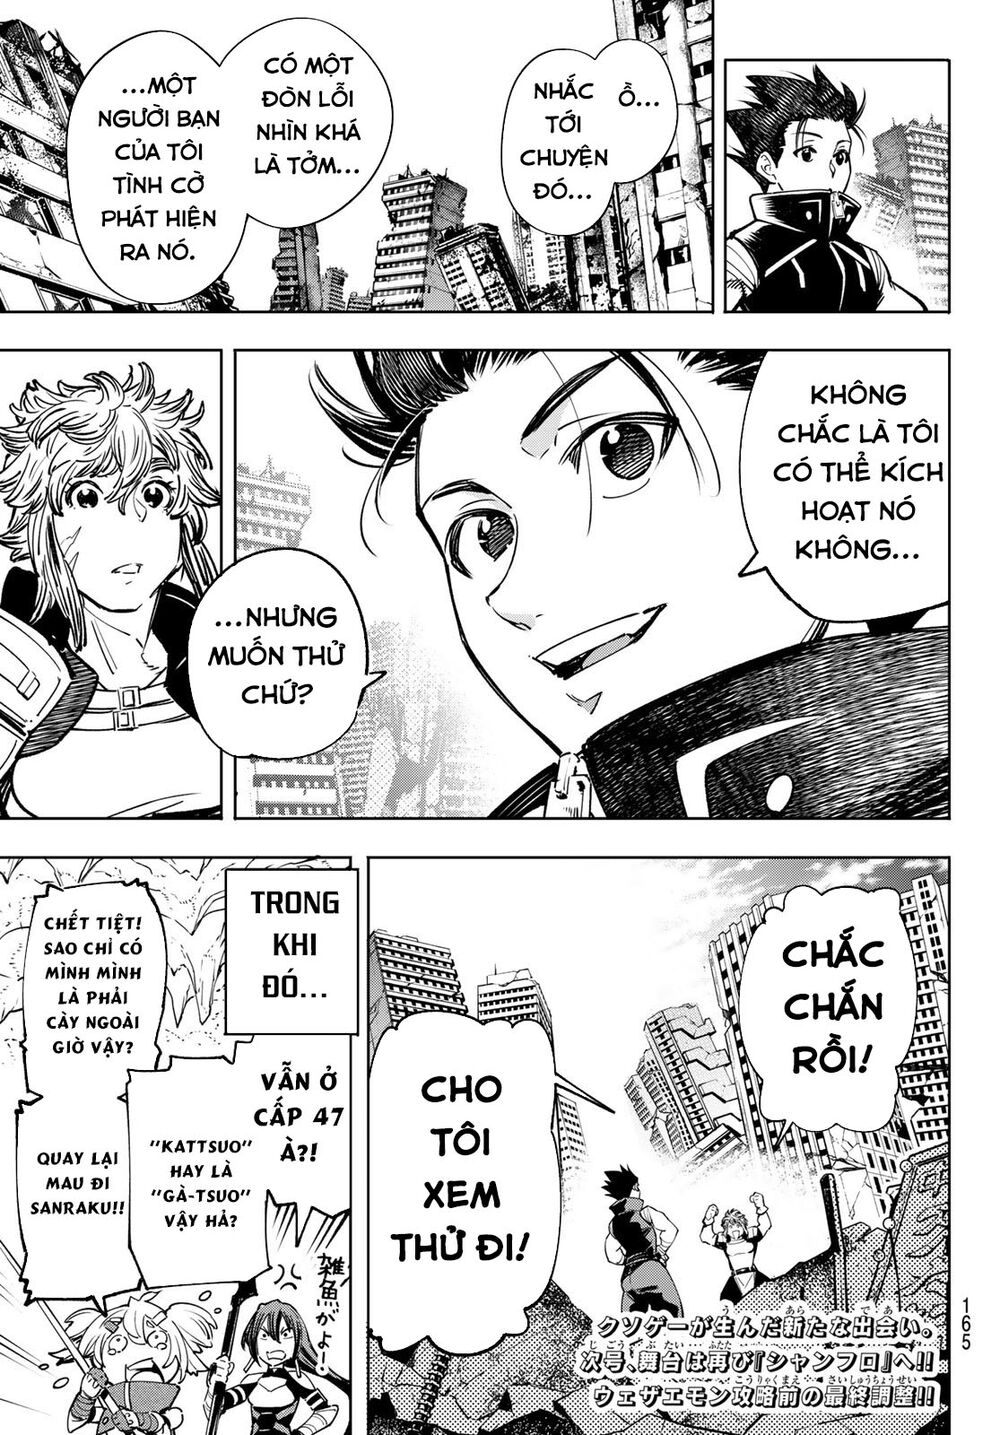 Ồ...
NHẮC
TỚI
CHUYỆN
ĐÓ...
CÓ MỘT
ĐÒN LỖI
NHÌN KHÁ
LÀ TỞM...
...MỘT
NGƯỜI BẠN
CỦA TÔI
TÌNH CỜ
PHÁT HIỆN
RA NÓ.
KHÔNG
CHẮC LÀ TÔI
CÓ THỂ KÍCH
HOẠT NÓ
KHÔNG...
...NHƯNG
MUỐN THỬ
CHỨ?
CHẮC
CHẮN
RỒI!
CHO
TÔI
XEM
THỬ ĐI!
クソゲーが生んだ新たな出会い。
次号、舞台は再び『シャンフロ』へ!!
ウェザエモン攻略前の最終調整!!
165
TRONG
KHI
ĐÓ...
VẪN Ở
CẤP 47
À?!
"KATTSUO"
HAY LÀ
"GÀ-TSUO"
VẬY HẢ?
CHẾT TIỆT!
SAO CHỈ CÓ
MÌNH MÌNH
LÀ PHẢI
CÀY NGOÀI
GIỜ VẬY?
QUAY LẠI
MAU ĐI
SANRAKU!!
雑魚がよ!